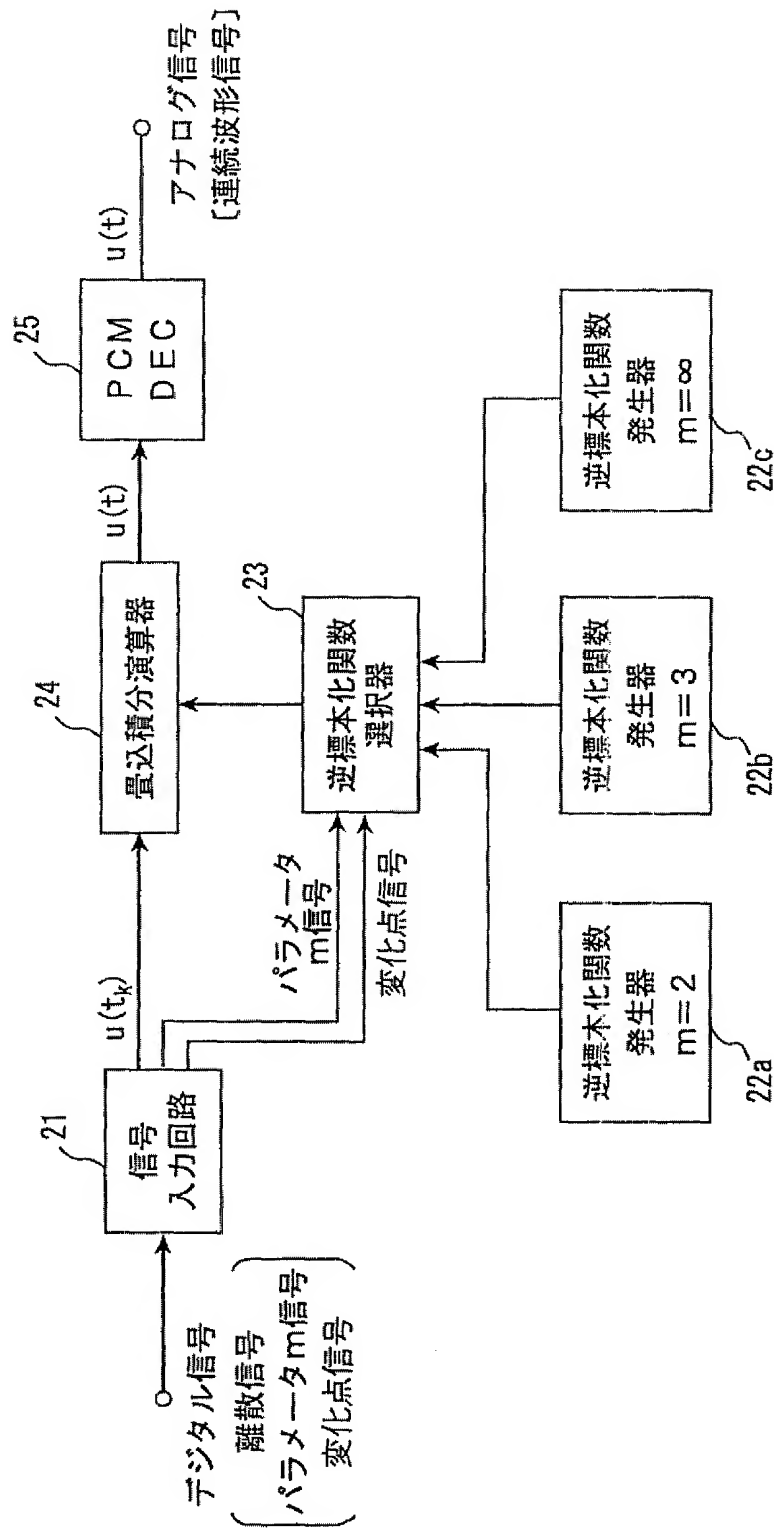 デジタル信号
離散信号
パラメータm信号
変化点信号
21
信号
入力回路
u(tk)
パラメータ
m信号
変化点信号
24
畳込積分演算器
u(t)
25
PCM
DEC
u(t)
アナログ信号
[連続波形信号]
23
逆標本化関数
選択器
逆標本化関数
発生器
m=2
22a
逆標本化関数
発生器
m=3
22b
逆標本化関数
発生器
m=∞
22c